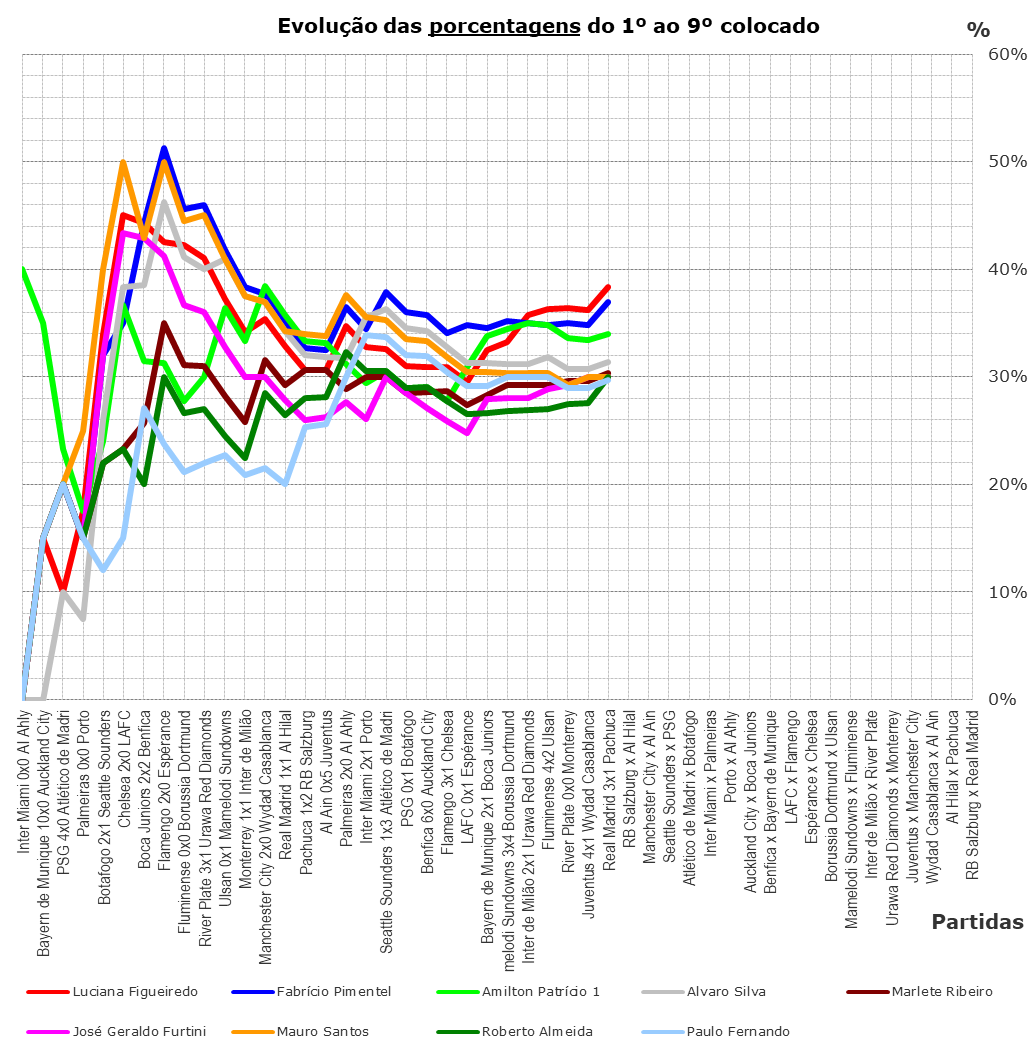 Evolução das porcentagens do 1º ao 9º colocado
%
60%
50%
40%
30%
20%
10%
0%
Inter Miami 0x0 Al Ahly
Bayern de Munique 10x0 Auckland City
PSG 4x0 Atlético de Madri
Palmeiras 0x0 Porto
Botafogo 2x1 Seattle Sounders
Chelsea 2x0 LAFC
Boca Juniors 2x2 Benfica
Flamengo 2x0 Espérance
Fluminense 0x0 Borussia Dortmund
River Plate 3x1 Urawa Red Diamonds
Ulsan 0x1 Mamelodi Sundowns
Monterrey 1x1 Inter de Milão
Manchester City 2x0 Wydad Casablanca
Real Madrid 1x1 Al Hilal
Pachuca 1x2 RB Salzburg
Al Ain 0x5 Juventus
Palmeiras 2x0 Al Ahly
Inter Miami 2x1 Porto
Seattle Sounders 1x3 Atlético de Madri
PSG 0x1 Botafogo
Benfica 6x0 Auckland City
Flamengo 3x1 Chelsea
LAFC 0x1 Espérance
Bayern de Munique 2x1 Boca Juniors
melodi Sundowns 3x4 Borussia Dortmund
Inter de Milão 2x1 Urawa Red Diamonds
Fluminense 4x2 Ulsan
River Plate 0x0 Monterrey
Juventus 4x1 Wydad Casablanca
Real Madrid 3x1 Pachuca
RB Salzburg x Al Hilal
Manchester City x Al Ain
Seattle Sounders x PSG
Atlético de Madri x Botafogo
Inter Miami x Palmeiras
Porto x Al Ahly
Auckland City x Boca Juniors
Benfica x Bayern de Munique
LAFC x Flamengo
Espérance x Chelsea
Borussia Dortmund x Ulsan
Mamelodi Sundowns x Fluminense
Inter de Milão x River Plate
Urawa Red Diamonds x Monterrey
Juventus x Manchester City
Wydad Casablanca x Al Ain
Al Hilal x Pachuca
RB Salzburg x Real Madrid
Partidas
Luciana Figueiredo
Fabrício Pimentel
Amilton Patrício 1
Alvaro Silva
Marlete Ribeiro
José Geraldo Furtini
Mauro Santos
Roberto Almeida
Paulo Fernando